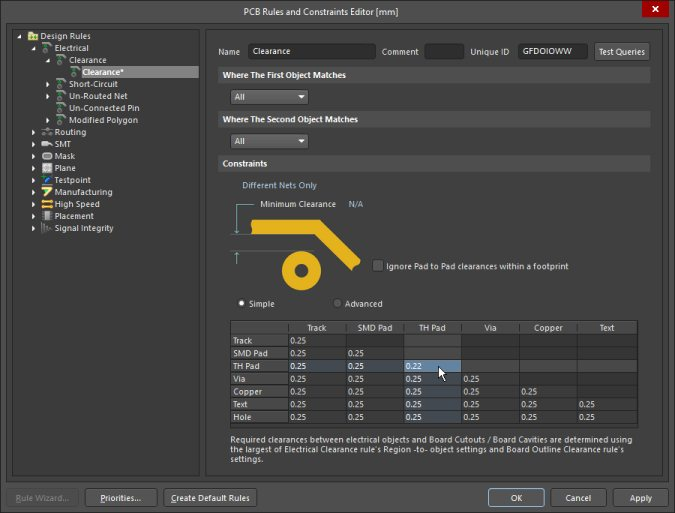 PCB Rules and Constraints Editor [mm]
Design Rules
Electrical
Clearance
Clearance*
Short-Circuit
Un-Routed Net
Un-Connected Pin
Modified Polygon
Routing
SMT
Mask
Plane
Testpoint
Manufacturing
High Speed
Placement
Signal Integrity
Name Clearance Comment Unique ID GFDOIOWW Test Queries
Where The First Object Matches
All
Where The Second Object Matches
All
Constraints
Different Nets Only
Minimum Clearance N/A
Ignore Pad to Pad clearances within a footprint
Simple Advanced
Track SMD Pad TH Pad Via Copper Text
Track 0.25
SMD Pad 0.25 0.25
TH Pad 0.25 0.25 0.22
Via 0.25 0.25 0.25 0.25
Copper 0.25 0.25 0.25 0.25 0.25
Text 0.25 0.25 0.25 0.25 0.25 0.25
Hole 0.25 0.25 0.25 0.25 0.25 0.25
Required clearances between electrical objects and Board Cutouts / Board Cavities are determined using
the largest of Electrical Clearance rule's Region -to- object settings and Board Outline Clearance rule's
settings.
Rule Wizard... Priorities... Create Default Rules OK Cancel Apply